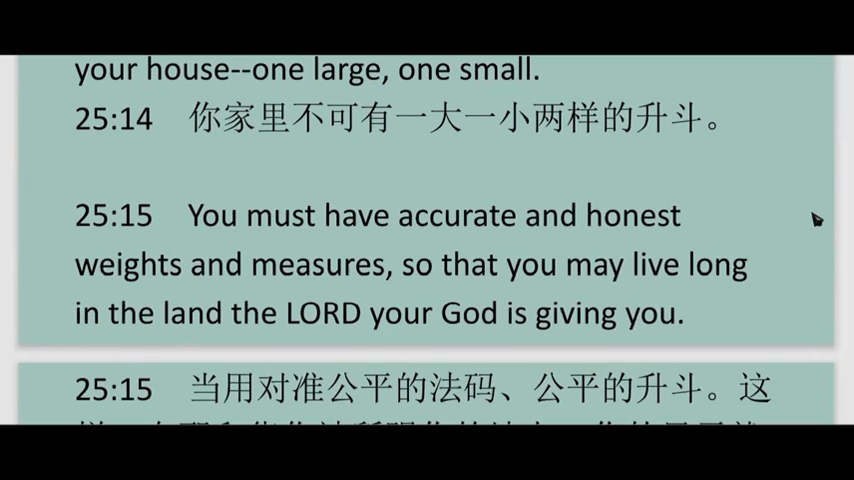 your house--one large, one small.
25:14 你家里不可有一大一小两样的升斗。
25:15 You must have accurate and honest
weights and measures, so that you may live long
in the land the LORD your God is giving you.
25:15 当用对准公平的法码、公平的升斗。这